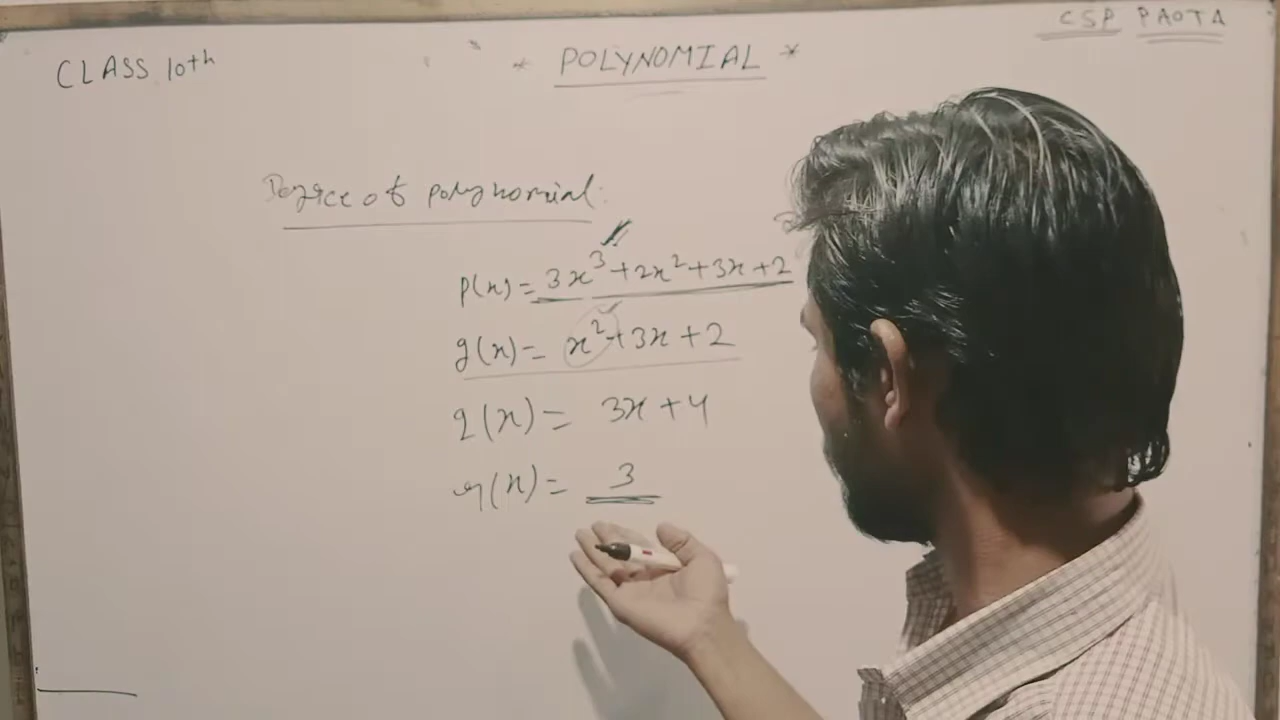 CSP PAOTA
CLASS 10th
* POLYNOMIAL *
Degree of polynomial:
p(x) = 3x³+2x²+3x+2
g(x) = x²+3x+2
q(x) = 3x+4
r(x) = 3